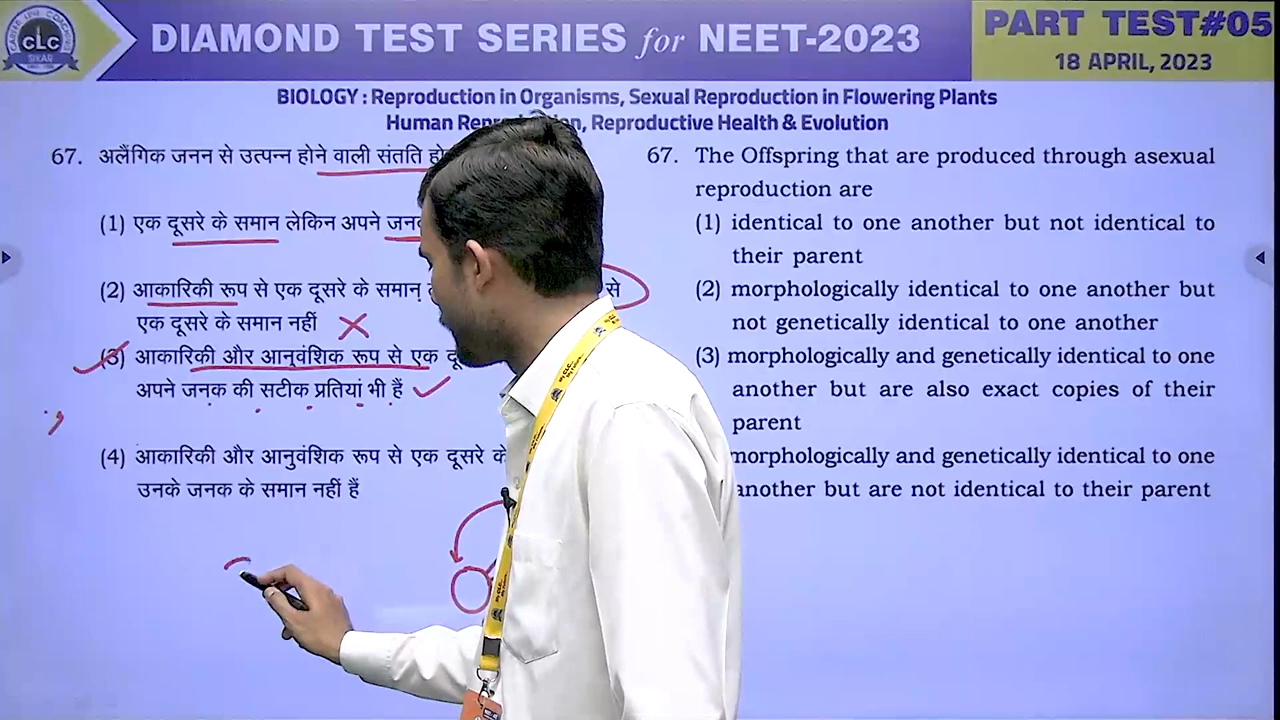 CAREER LINE COACHING
CLC
SIKAR
DIAMOND TEST SERIES for NEET-2023
PART TEST#05
18 APRIL, 2023
BIOLOGY : Reproduction in Organisms, Sexual Reproduction in Flowering Plants
Human Reproduction, Reproductive Health & Evolution
67. अलैंगिक जनन से उत्पन्न होने वाली संतति
(1) एक दूसरे के समान लेकिन अपने
(2) आकारिकी रूप से एक दूसरे के समान से
एक दूसरे के समान नहीं
(3) आकारिकी और आनुवंशिक रूप से एक
अपने जनक की सटीक प्रतियां भी हैं
(4) आकारिकी और आनुवंशिक रूप से एक दूसरे के
उनके जनक के समान नहीं हैं
67. The Offspring that are produced through asexual
reproduction are
(1) identical to one another but not identical to
their parent
(2) morphologically identical to one another but
not genetically identical to one another
(3) morphologically and genetically identical to one
another but are also exact copies of their
parent
morphologically and genetically identical to one
another but are not identical to their parent